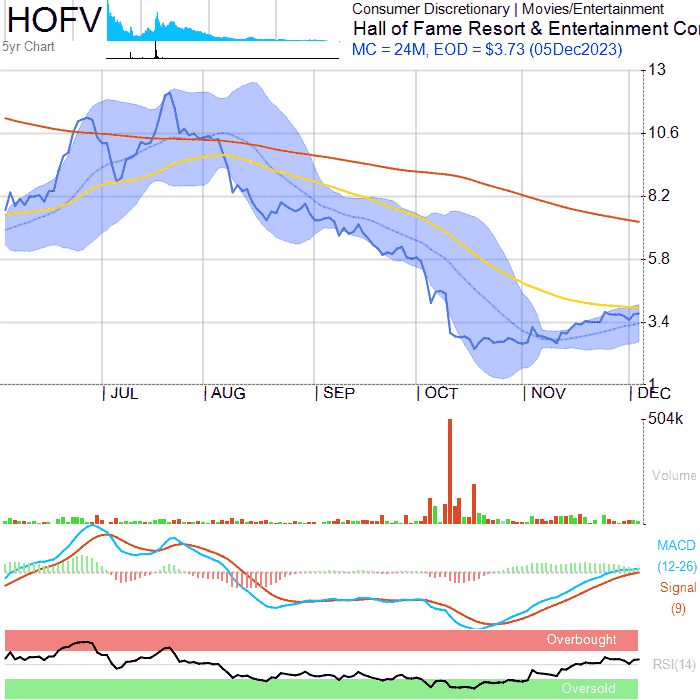 HOFV
5yr Chart
Consumer Discretionary | Movies/Entertainment
Hall of Fame Resort & Entertainment Co
MC = 24M, EOD = $3.73 (05Dec2023)
13
10.6
8.2
5.8
3.4
1
JUL AUG SEP OCT NOV DEC
504k
Volume
MACD
(12-26)
Signal
(9)
Overbought
RSI(14)
Oversold